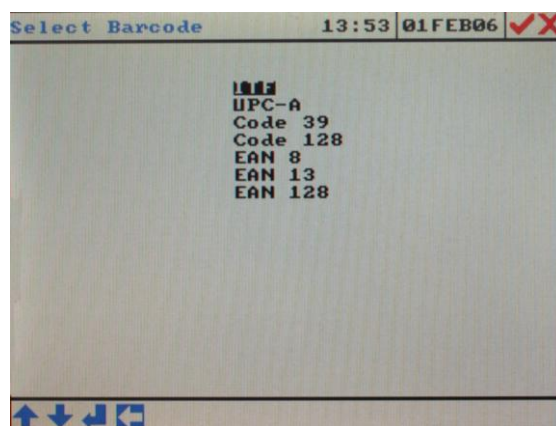 Select Barcode 13:53 01FEB06
ITF
UPC-A
Code 39
Code 128
EAN 8
EAN 13
EAN 128